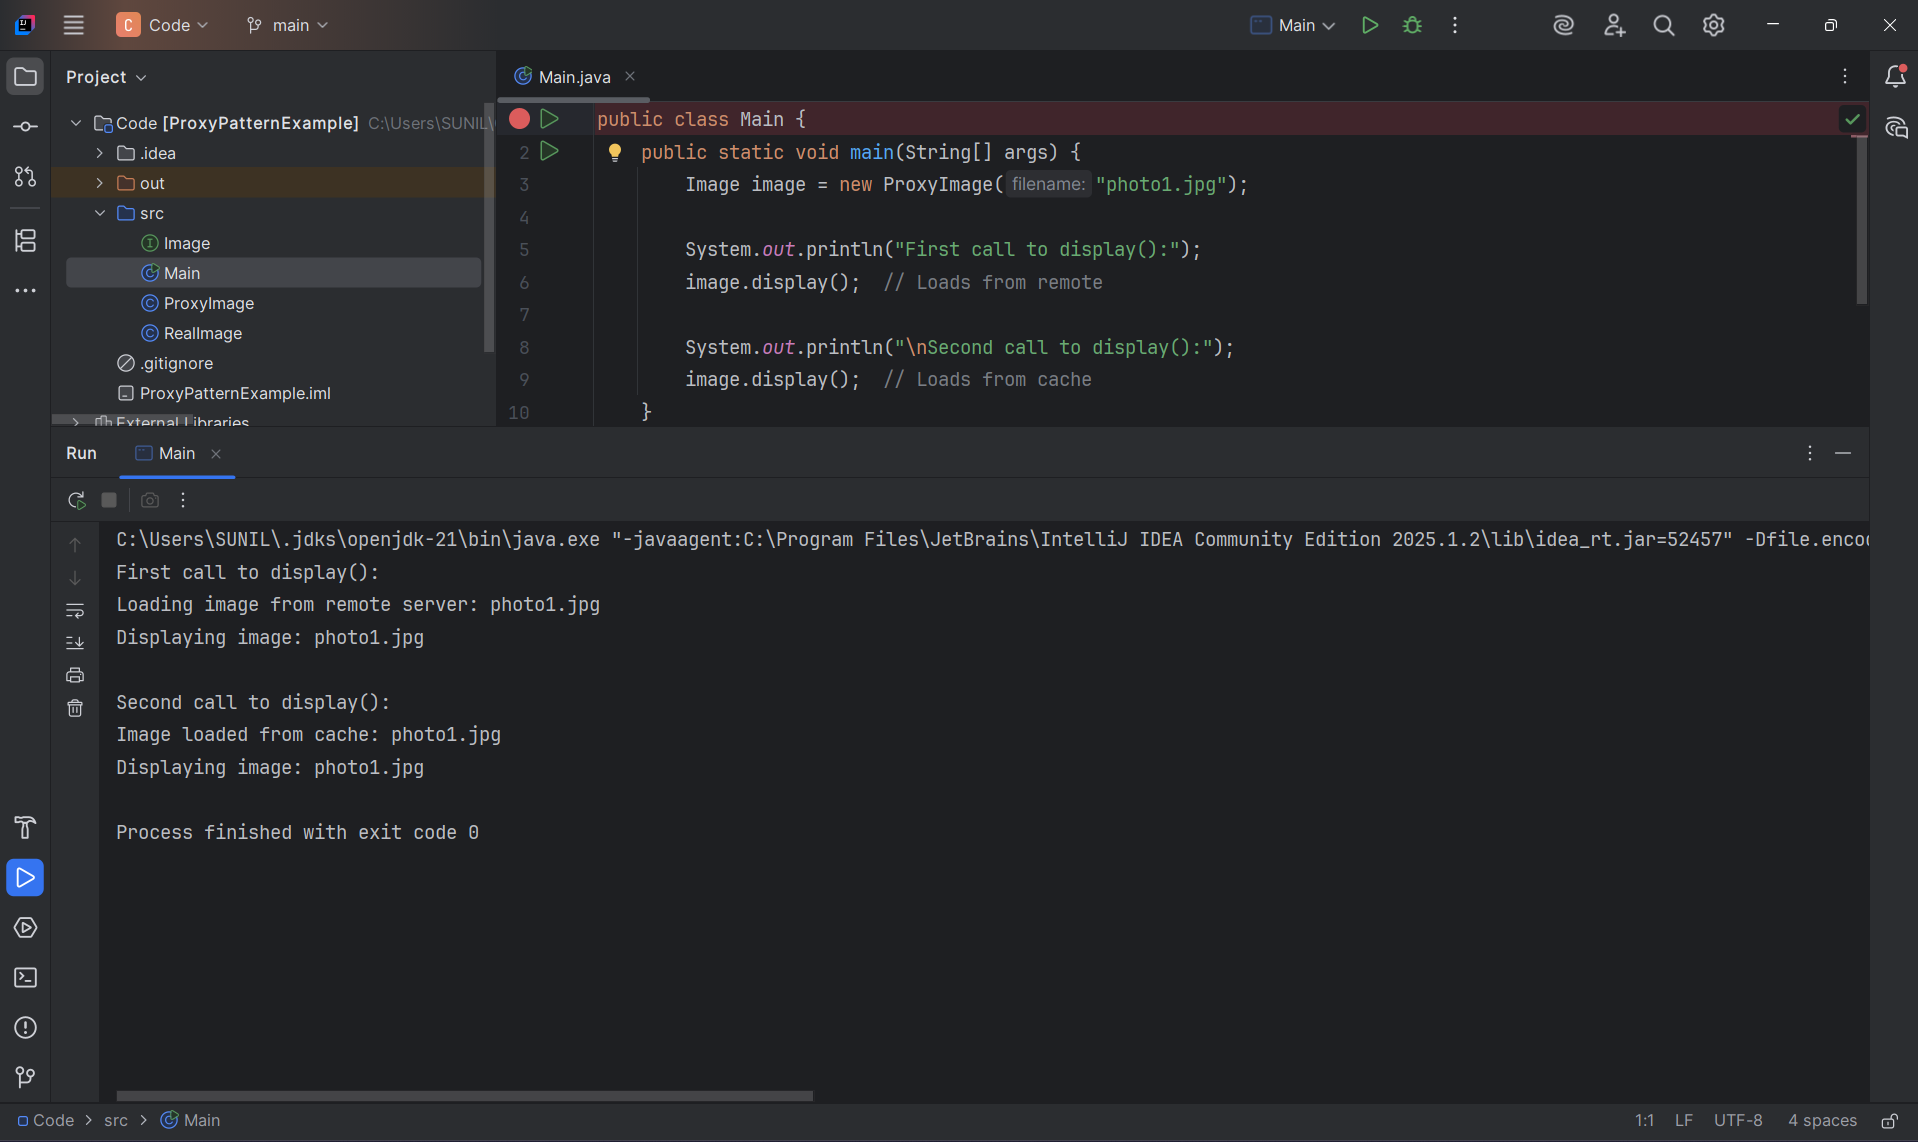 C Code main Main
Project
Main.java
Code [ProxyPatternExample] C:\Users\SUNIL\
.idea
out
src
Image
Main
ProxyImage
RealImage
.gitignore
ProxyPatternExample.iml
External Libraries
public class Main {
2 public static void main(String[] args) {
3 Image image = new ProxyImage( filename: "photo1.jpg");
4
5 System.out.println("First call to display():");
6 image.display();  // Loads from remote
7
8 System.out.println("\nSecond call to display():");
9 image.display();  // Loads from cache
10 }
Run Main
C:\Users\SUNIL\.jdks\openjdk-21\bin\java.exe "-javaagent:C:\Program Files\JetBrains\IntelliJ IDEA Community Edition 2025.1.2\lib\idea_rt.jar=52457" -Dfile.enco
First call to display():
Loading image from remote server: photo1.jpg
Displaying image: photo1.jpg
Second call to display():
Image loaded from cache: photo1.jpg
Displaying image: photo1.jpg
Process finished with exit code 0
Code > src > Main 1:1 LF UTF-8 4 spaces